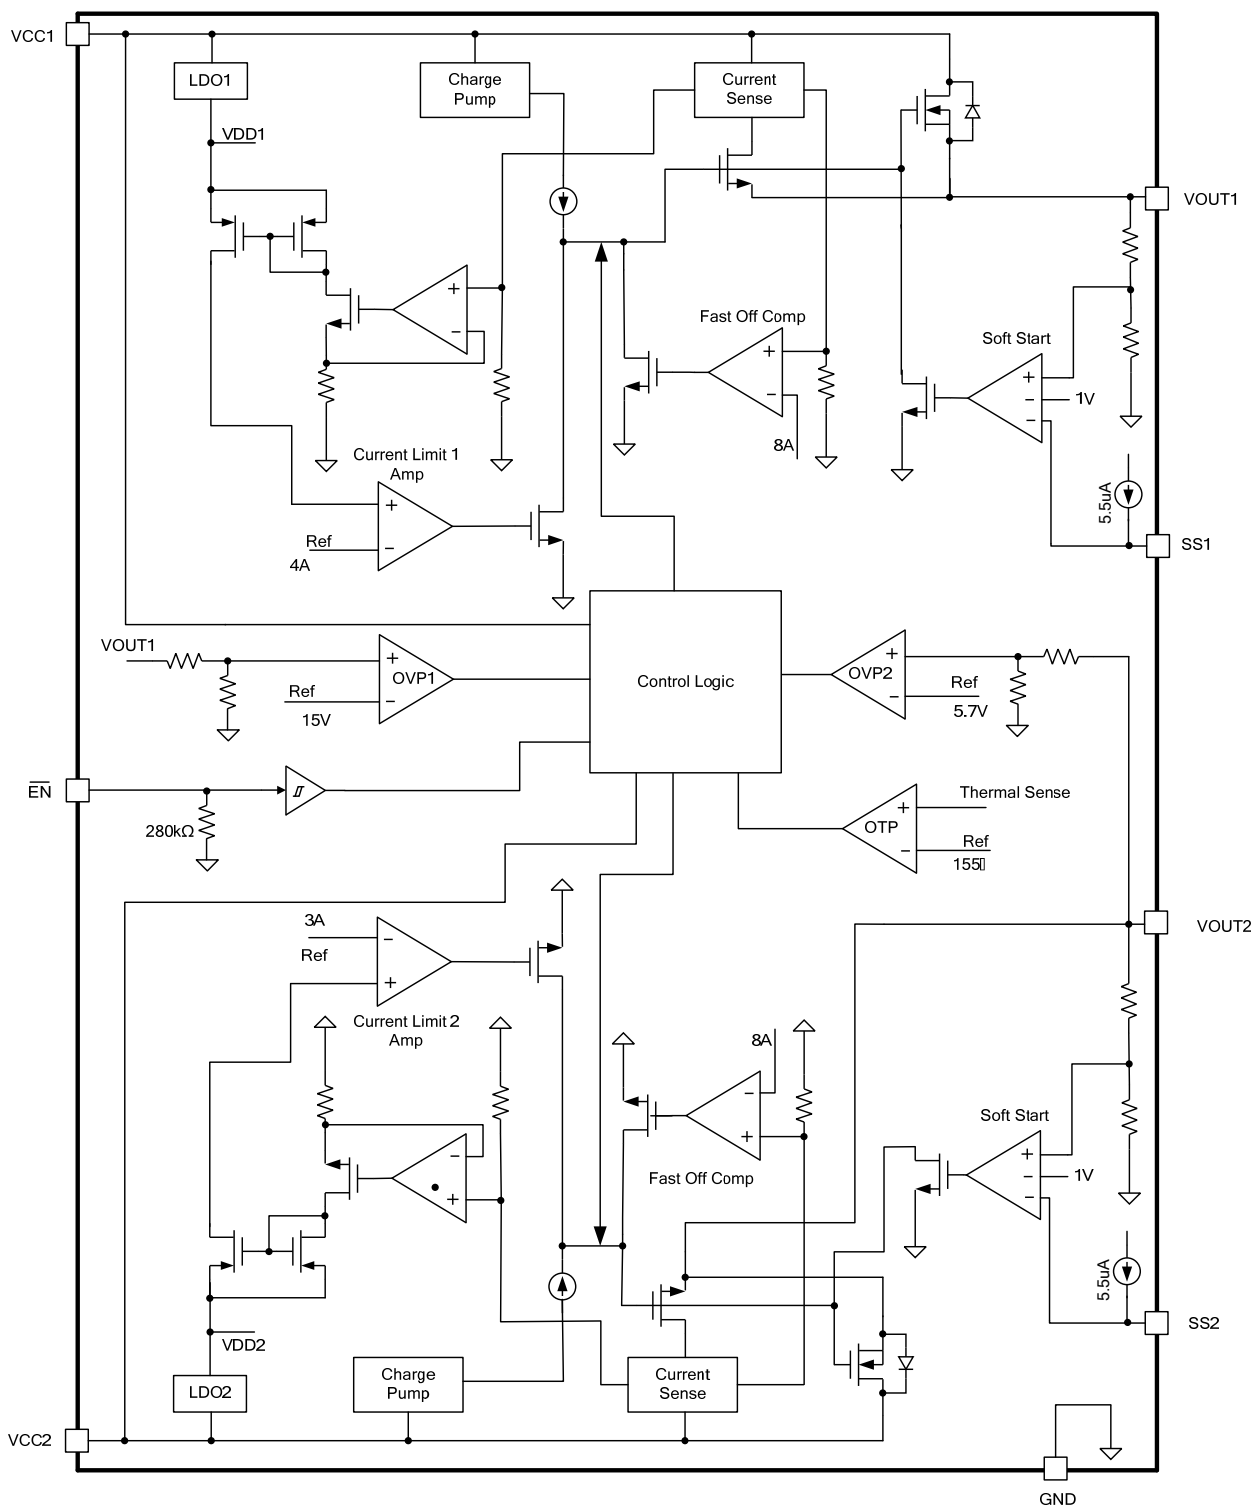 VCC1
LDO1
Charge
Pump
Current
Sense
VDD1
VOUT1
+
−
Fast Off Comp
+
−
8A
Soft Start
+
−
1V
−
Current Limit 1
Amp
+
Ref
−
4A
5.5uA
SS1
VOUT1
+
OVP1
Ref
−
15V
Control Logic
+
OVP2
Ref
−
5.7V
EN
280kΩ
Thermal Sense
+
OTP
Ref
−
155▯
3A
−
Ref
+
Current Limit 2
Amp
VOUT2
8A
−
+
Fast Off Comp
Soft Start
+
−
1V
−
−
+
5.5uA
SS2
VDD2
LDO2
Charge
Pump
Current
Sense
VCC2
GND